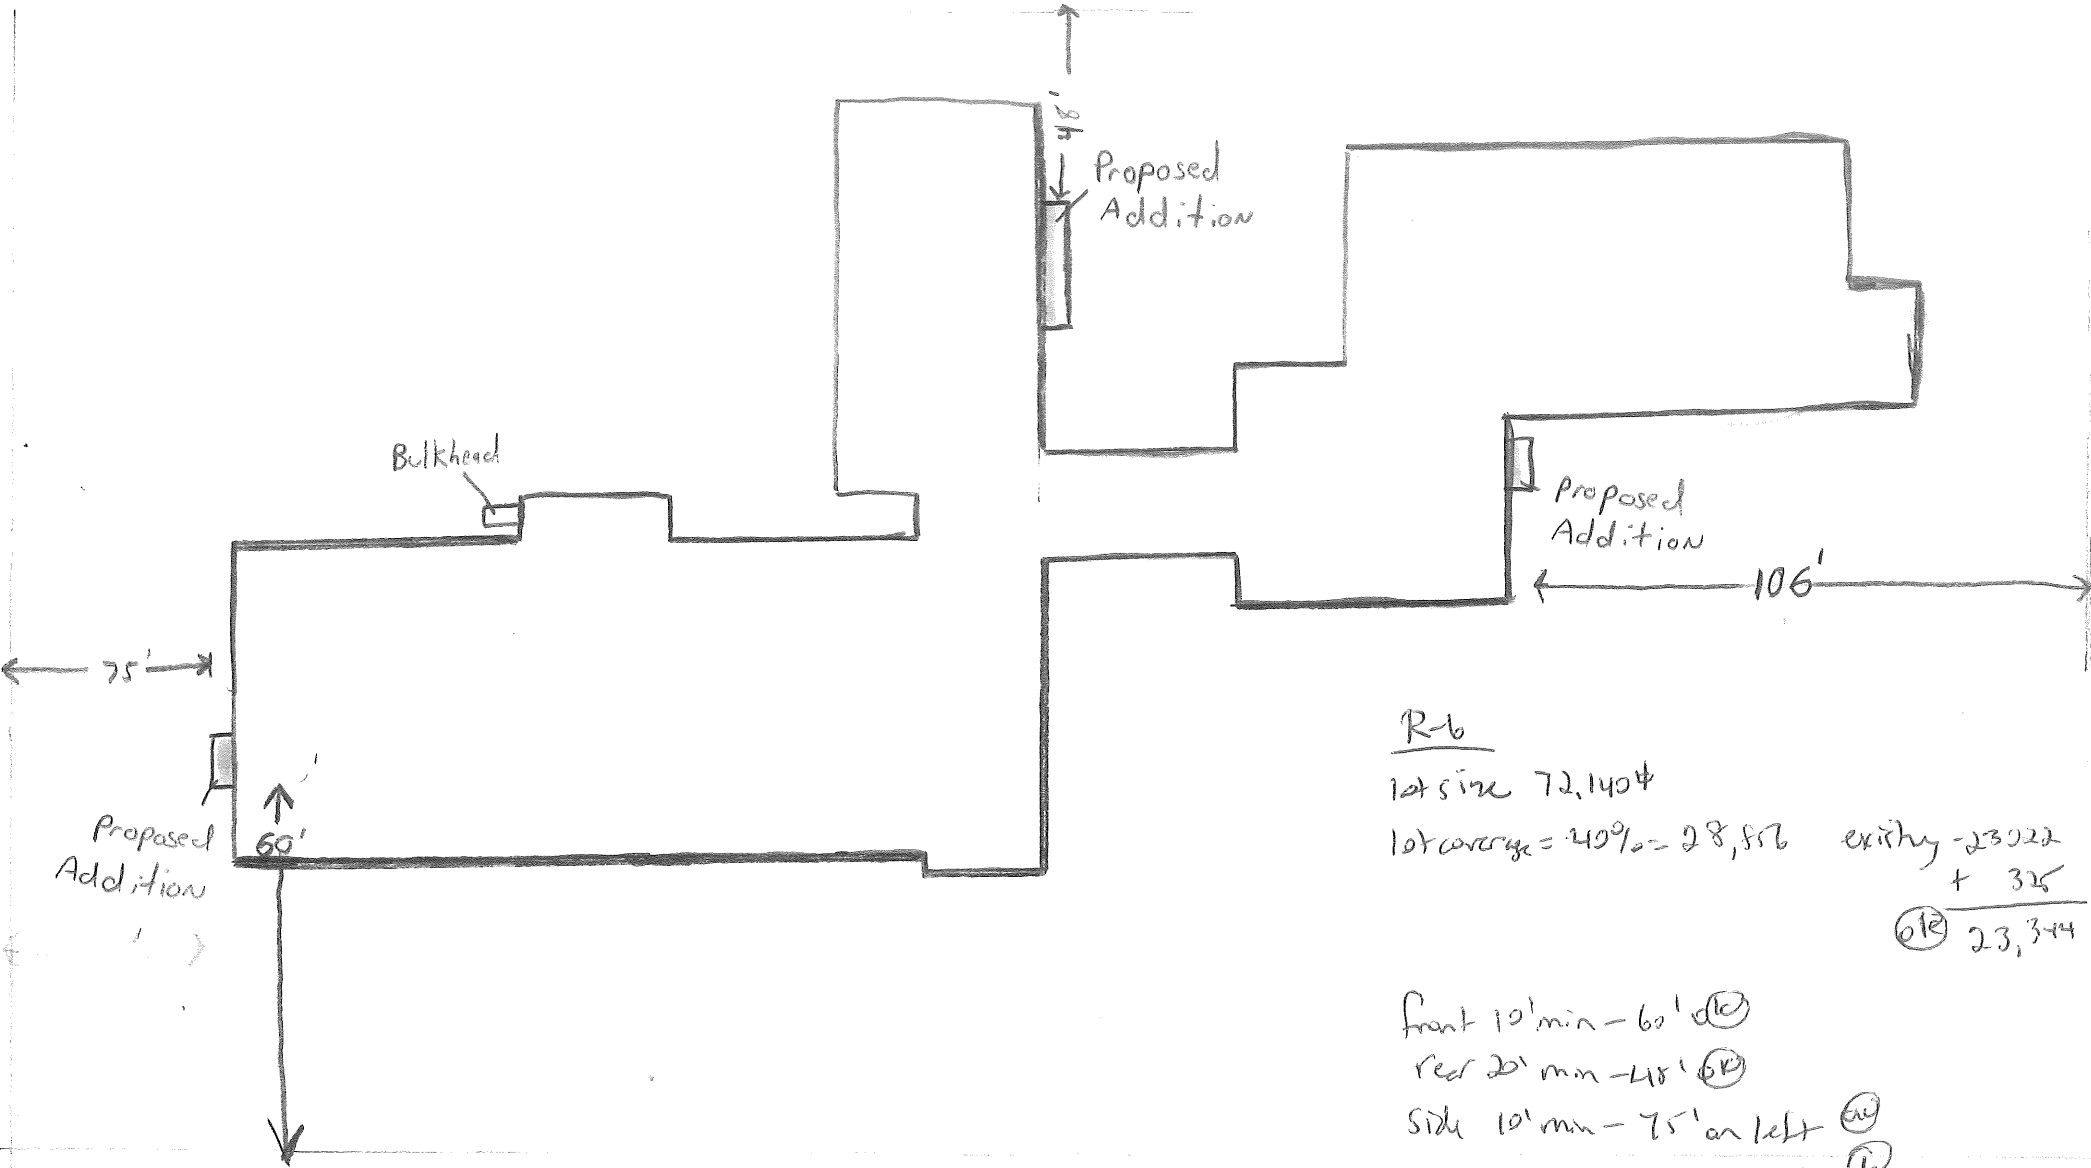 48'
Proposed
Addition
Bulkhead
Proposed
Addition
106'
75'
60'
Proposed
Addition
R-6
lot size 72,140⌀
lot coverage = 40% = 28,856 existing - 23022
+ 325
ok 23,344
front 10' min - 60' ok
rear 20' min - 48' ok
side 10' min - 75' on left ok